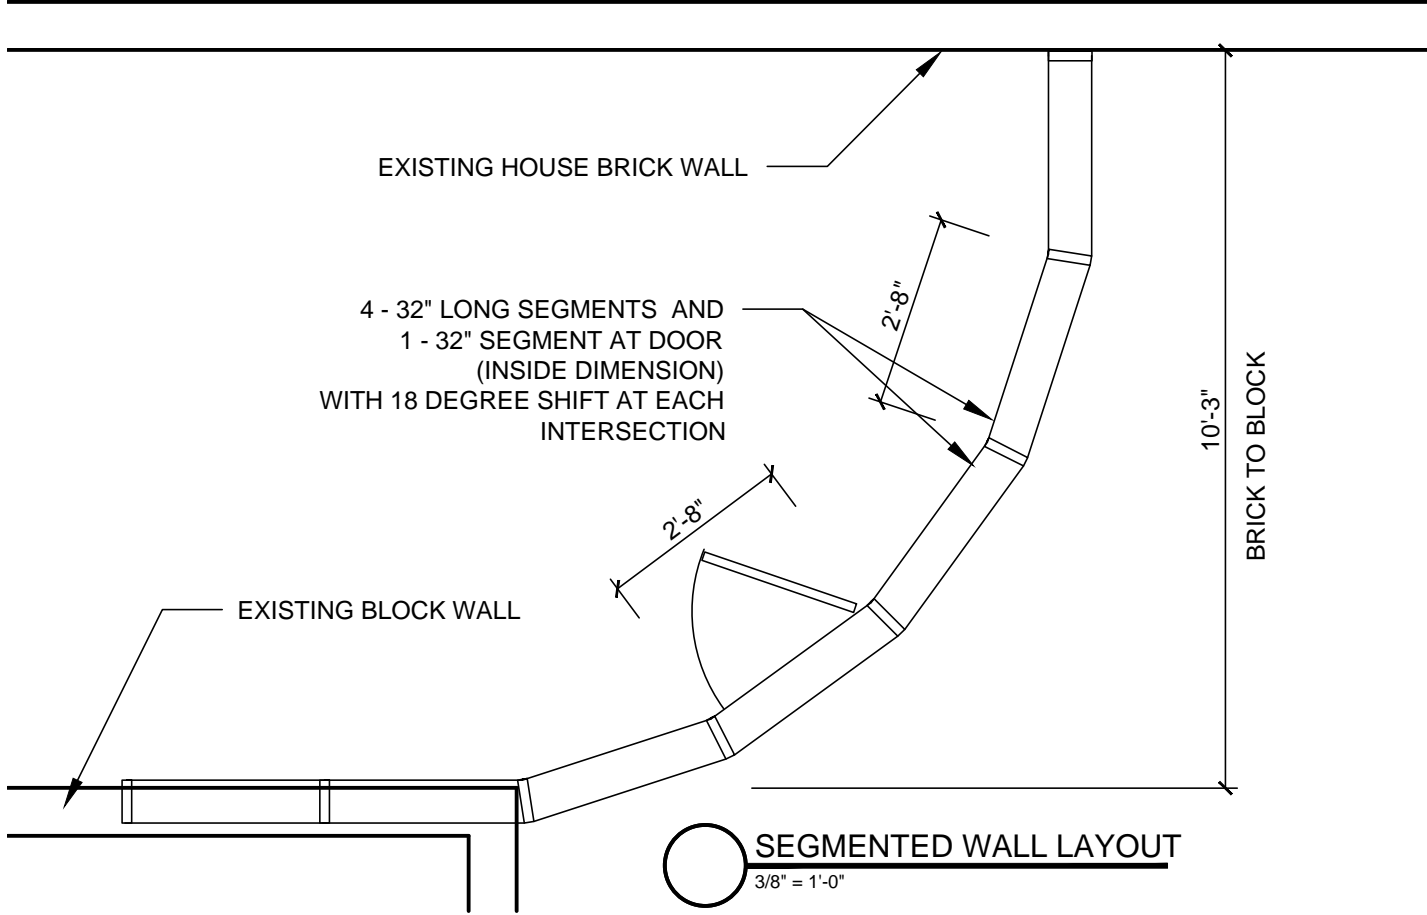 EXISTING HOUSE BRICK WALL
2'-8"
4 - 32" LONG SEGMENTS  AND
1 - 32" SEGMENT AT DOOR
(INSIDE DIMENSION)
WITH 18 DEGREE SHIFT AT EACH
INTERSECTION
10'-3"
BRICK TO BLOCK
2'-8"
EXISTING BLOCK WALL
SEGMENTED WALL LAYOUT
3/8" = 1'-0"